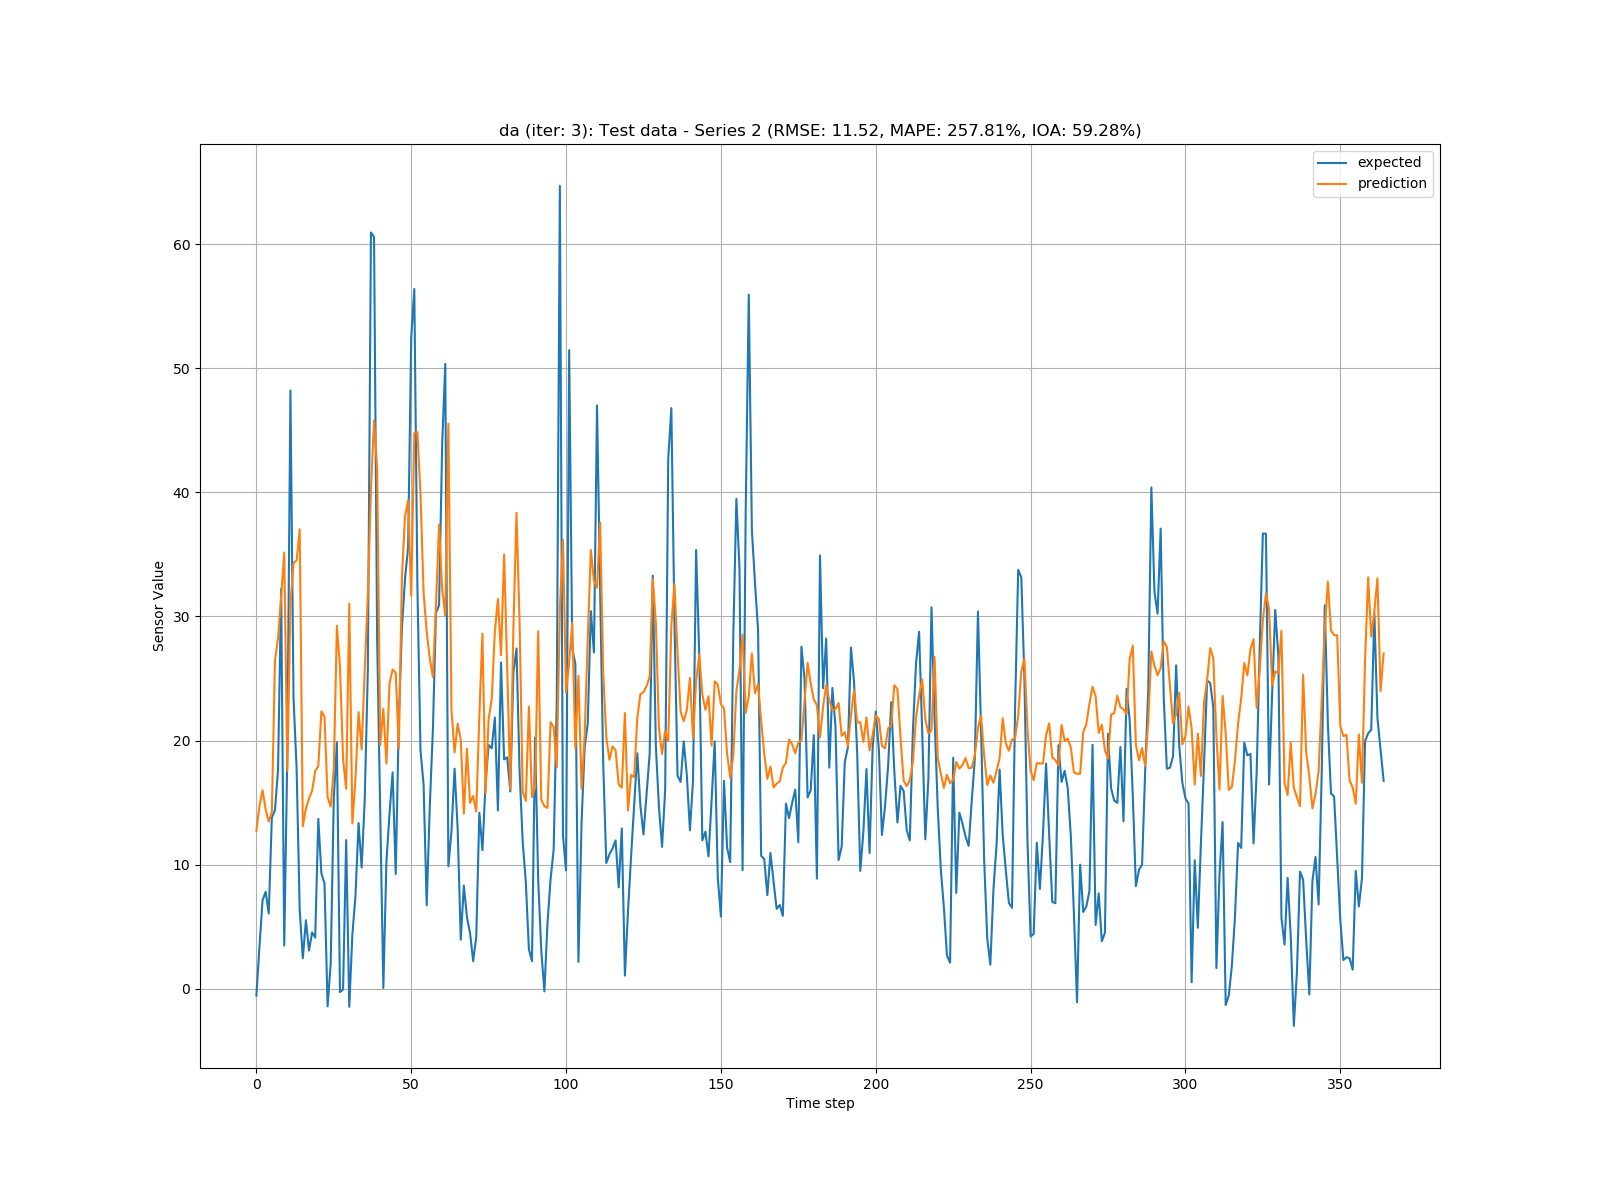 da (iter: 3): Test data - Series 2 (RMSE: 11.52, MAPE: 257.81%, IOA: 59.28%)
expected
prediction
60
50
40
30
20
10
0
Sensor Value
0 50 100 150 200 250 300 350
Time step